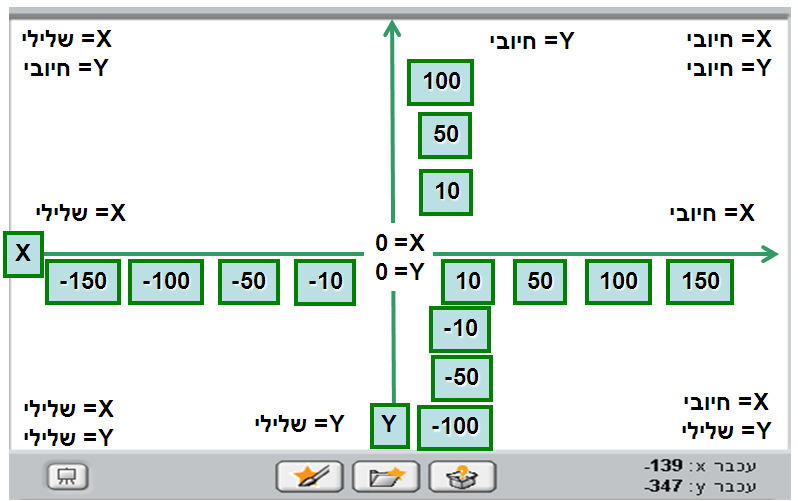 X= שלילי
Y= חיובי
Y= חיובי
X= חיובי
Y= חיובי
100
50
10
X= שלילי
X= חיובי
X
0 =X
0 =Y
-150
-100
-50
-10
10
50
100
150
-10
-50
-100
X= שלילי
Y= שלילי
Y= שלילי
Y
X= חיובי
Y= שלילי
עכבר x: -139
עכבר y: -347